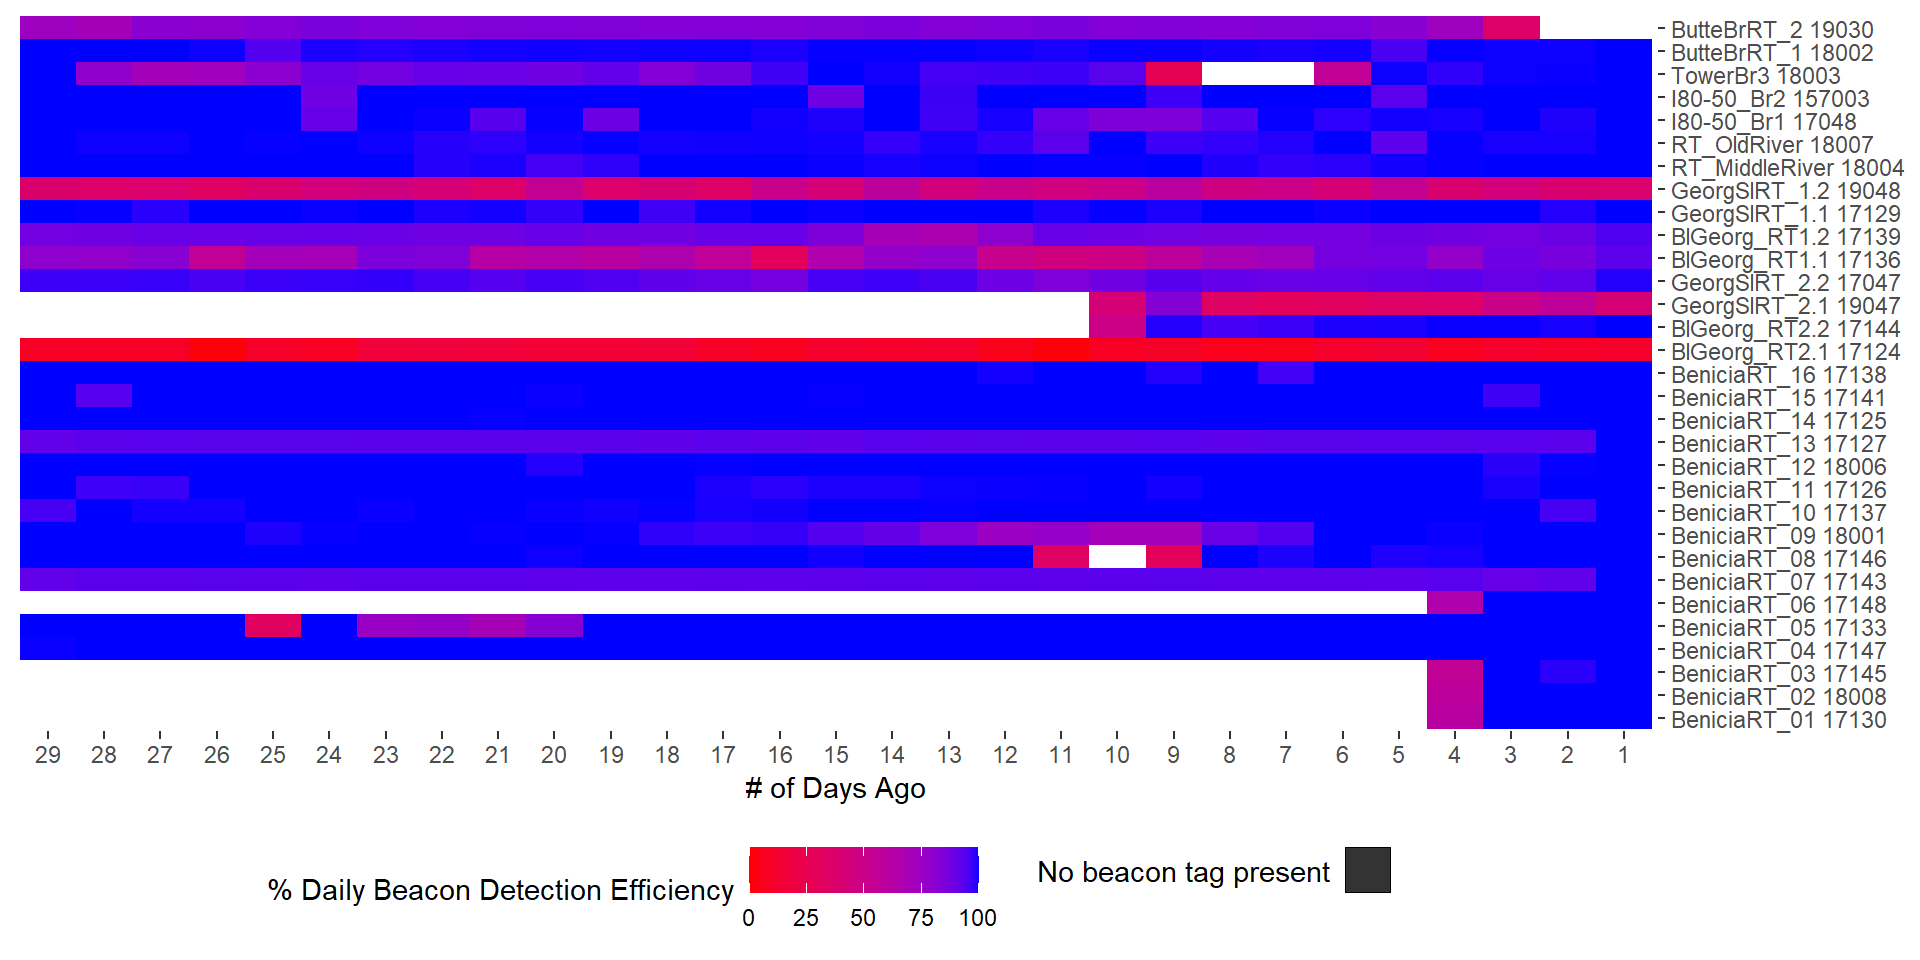 ButteBrRT_2 19030
ButteBrRT_1 18002
TowerBr3 18003
I80-50_Br2 157003
I80-50_Br1 17048
RT_OldRiver 18007
RT_MiddleRiver 18004
GeorgSlRT_1.2 19048
GeorgSlRT_1.1 17129
BlGeorg_RT1.2 17139
BlGeorg_RT1.1 17136
GeorgSlRT_2.2 17047
GeorgSlRT_2.1 19047
BlGeorg_RT2.2 17144
BlGeorg_RT2.1 17124
BeniciaRT_16 17138
BeniciaRT_15 17141
BeniciaRT_14 17125
BeniciaRT_13 17127
BeniciaRT_12 18006
BeniciaRT_11 17126
BeniciaRT_10 17137
BeniciaRT_09 18001
BeniciaRT_08 17146
BeniciaRT_07 17143
BeniciaRT_06 17148
BeniciaRT_05 17133
BeniciaRT_04 17147
BeniciaRT_03 17145
BeniciaRT_02 18008
BeniciaRT_01 17130
29 28 27 26 25 24 23 22 21 20 19 18 17 16 15 14 13 12 11 10 9 8 7 6 5 4 3 2 1
# of Days Ago
% Daily Beacon Detection Efficiency
0 25 50 75 100
No beacon tag present